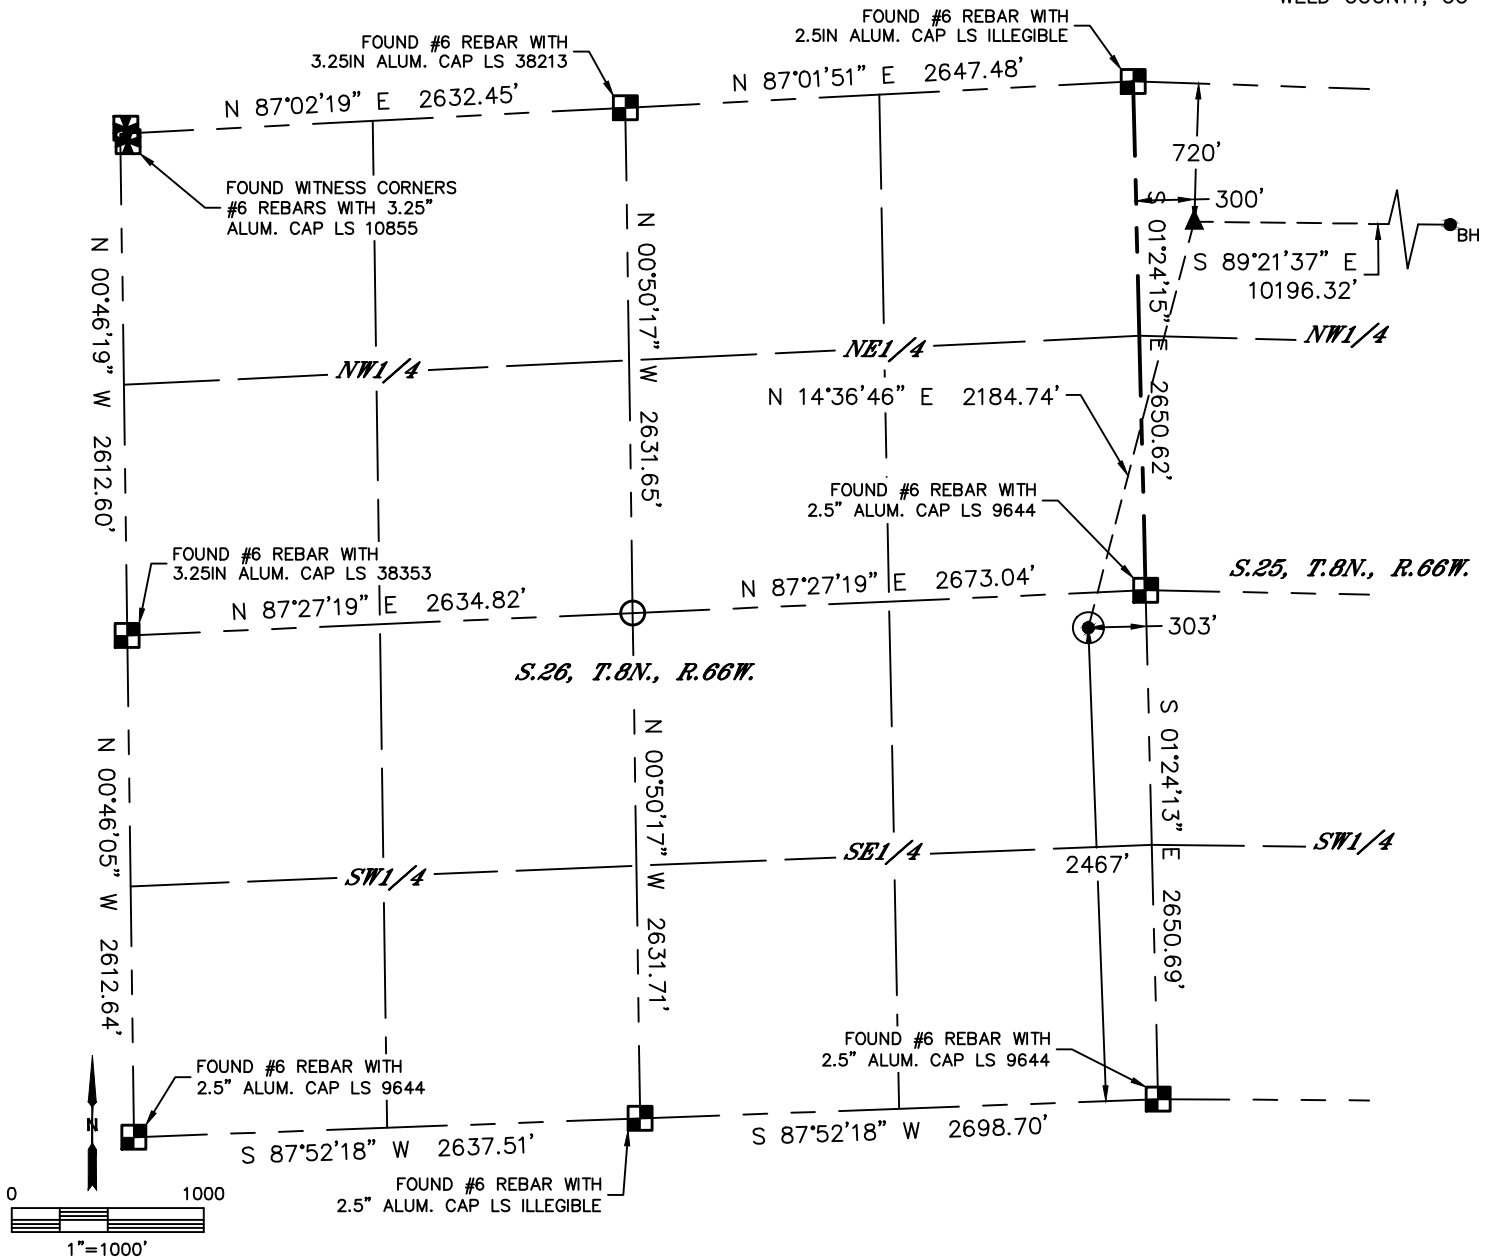 FOUND #6 REBAR WITH
2.5IN ALUM. CAP LS ILLEGIBLE
FOUND #6 REBAR WITH
3.25IN ALUM. CAP LS 38213
N 87°02'19" E 2632.45'
N 87°01'51" E 2647.48'
720'
FOUND WITNESS CORNERS
#6 REBARS WITH 3.25"
ALUM. CAP LS 10855
300'
BH
S 89°21'37" E
10196.32'
N 00°46'19" W 2612.60'
N 00°50'17" W 2631.65'
S 01°24'15" E 2650.62'
NW1/4
NE1/4
NW1/4
N 14°36'46" E 2184.74'
FOUND #6 REBAR WITH
2.5" ALUM. CAP LS 9644
FOUND #6 REBAR WITH
3.25IN ALUM. CAP LS 38353
N 87°27'19" E 2634.82'
N 87°27'19" E 2673.04'
S.25, T.8N., R.66W.
303'
S.26, T.8N., R.66W.
N 00°46'05" W 2612.64'
N 00°50'17" W 2631.71'
S 01°24'13" E 2650.69'
SW1/4
SE1/4
SW1/4
2467'
FOUND #6 REBAR WITH
2.5" ALUM. CAP LS 9644
FOUND #6 REBAR WITH
2.5" ALUM. CAP LS 9644
N
S 87°52'18" W 2637.51'
S 87°52'18" W 2698.70'
FOUND #6 REBAR WITH
2.5" ALUM. CAP LS ILLEGIBLE
0 1000
1"=1000'